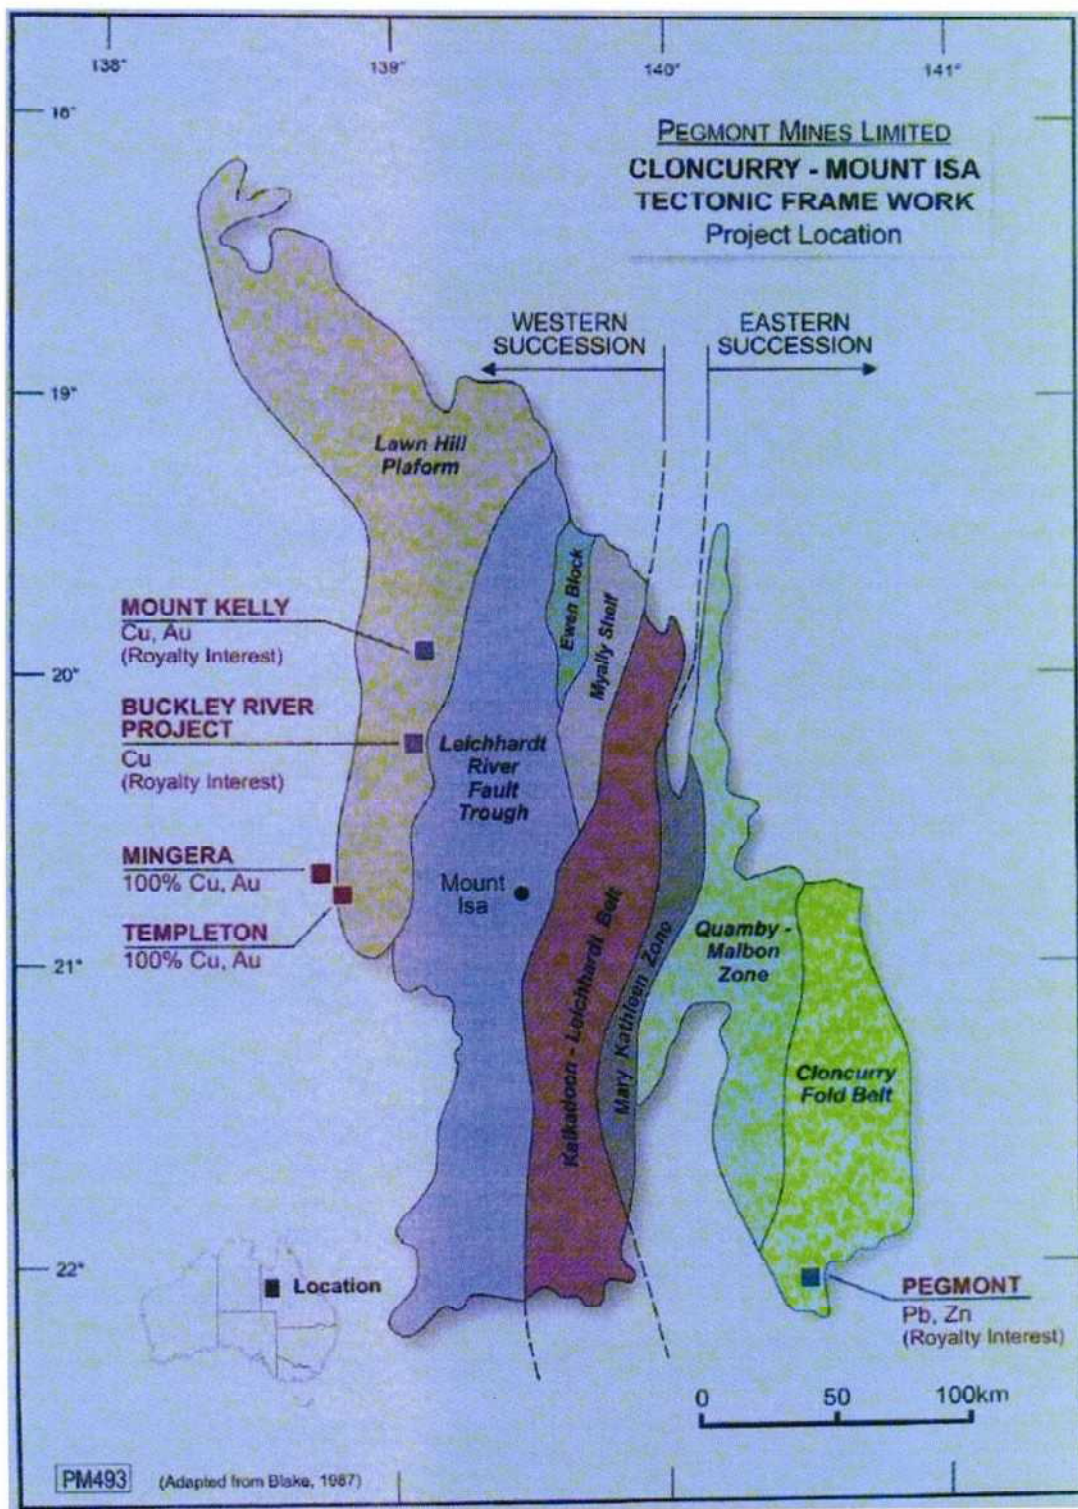 138°
139°
140°
141°
18°
19°
20°
21°
22°
PEGMONT MINES LIMITED
CLONCURRY - MOUNT ISA
TECTONIC FRAME WORK
Project Location
WESTERN
SUCCESSION
EASTERN
SUCCESSION
Lawn Hill
Plaform
Ewen Block
Myally Shelf
MOUNT KELLY
Cu, Au
(Royalty Interest)
BUCKLEY RIVER
PROJECT
Cu
(Royalty Interest)
Leichhardt
River
Fault
Trough
MINGERA
100% Cu, Au
TEMPLETON
100% Cu, Au
Mount
Isa
Kalkadoon - Leichhardt Belt
Mary Kathleen Zone
Quamby -
Malbon
Zone
Cloncurry
Fold Belt
Location
PEGMONT
Pb, Zn
(Royalty Interest)
0 50 100km
PM493 (Adapted from Blake, 1987)